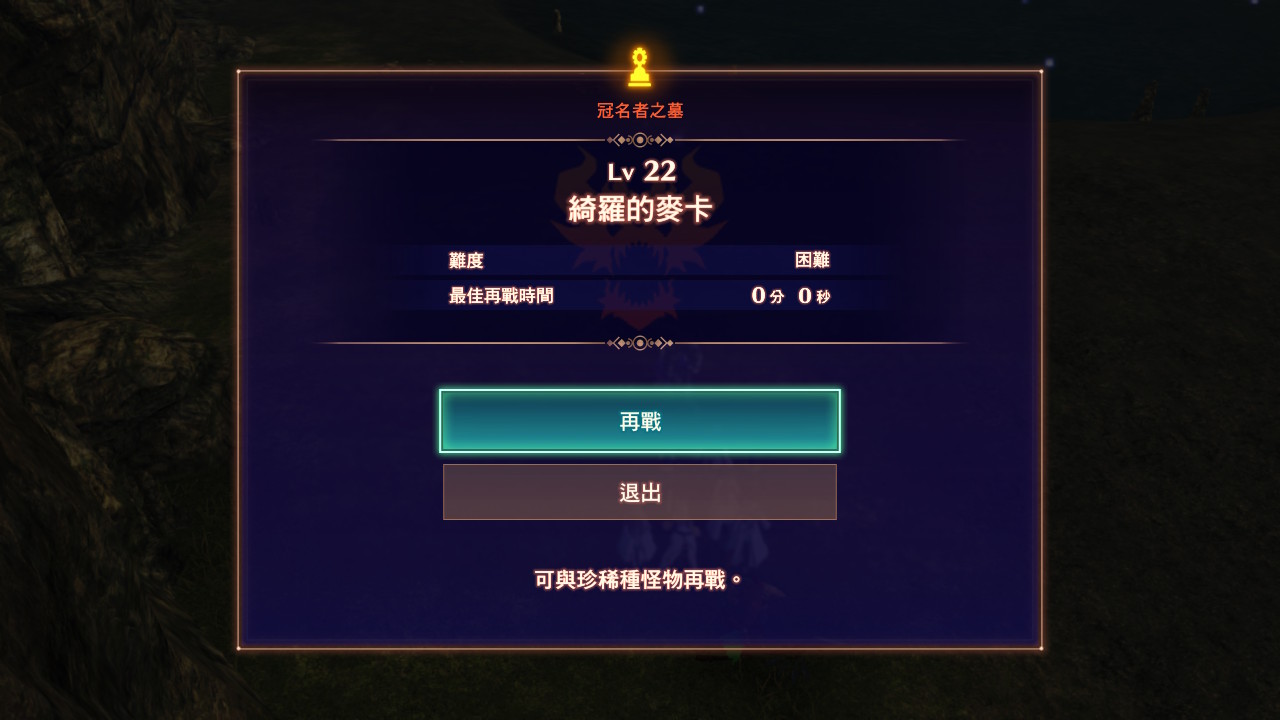 冠名者之墓
Lv 22
綺羅的麥卡
難度 困難
最佳再戰時間 0分 0秒
再戰
退出
可與珍稀種怪物再戰。